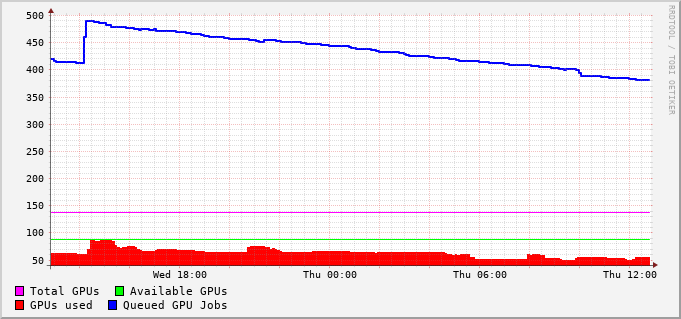 500
450
400
350
300
250
200
150
100
50
Wed 18:00 Thu 00:00 Thu 06:00 Thu 12:00
Total GPUs Available GPUs
GPUs used Queued GPU Jobs
RRDTOOL / TOBI OETIKER